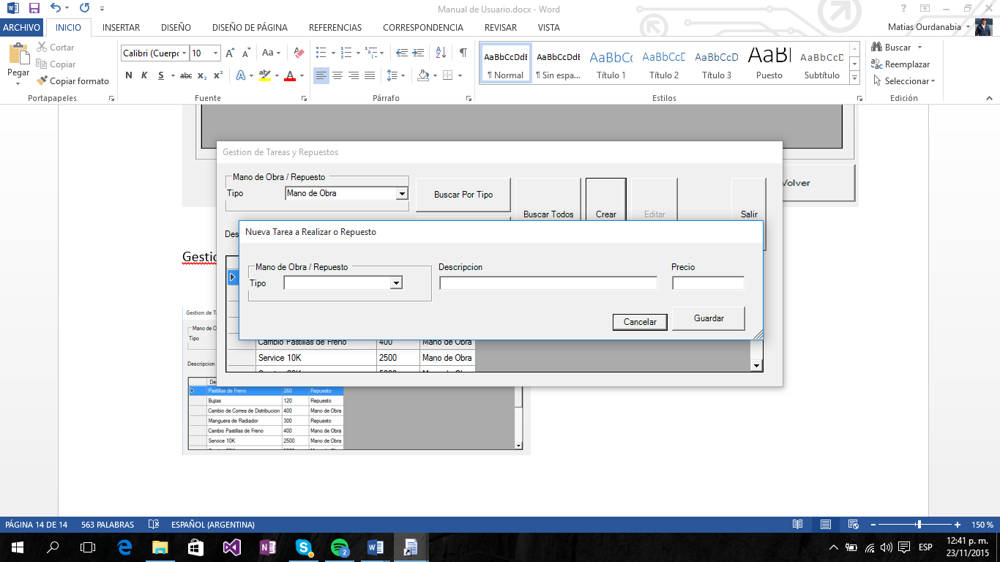 Manual de Usuario.docx - Word
ARCHIVO INICIO INSERTAR DISEÑO DISEÑO DE PÁGINA REFERENCIAS CORRESPONDENCIA REVISAR VISTA Matias Ourdanabia
Pegar
Cortar
Copiar
Copiar formato
Portapapeles
Calibri (Cuerpo 10
N K S abc x₂ x²
Fuente
Párrafo
AaBbCcDdE AaBbCcDdE AaBbCc AaBbCcD AaBbCcD AaBl AaBbCcD
¶ Normal ¶ Sin espa... Título 1 Título 2 Título 3 Puesto Subtítulo
Estilos
Buscar
Reemplazar
Seleccionar
Edición
Volver
Gestion de Tareas y Repuestos
Mano de Obra / Repuesto
Tipo Mano de Obra
Buscar Por Tipo
Buscar Todos Crear Editar Salir
Des
Nueva Tarea a Realizar o Repuesto
Mano de Obra / Repuesto
Tipo
Descripcion
Precio
Cancelar
Guardar
Cambio Pastillas de Freno 400 Mano de Obra
Service 10K 2500 Mano de Obra
Gestio
Gestion de Ta
Mano de O
Tipo
Descripcion
De
Pastillas de Freno 260 Repuesto
Bujias 120 Repuesto
Cambio de Correa de Distribucion 400 Mano de Obra
Manguera de Radiador 300 Repuesto
Cambio Pastillas de Freno 400 Mano de Obra
Service 10K 2500 Mano de Obra
PÁGINA 14 DE 14 563 PALABRAS ESPAÑOL (ARGENTINA) 150 %
2
ESP
12:41 p. m.
23/11/2015